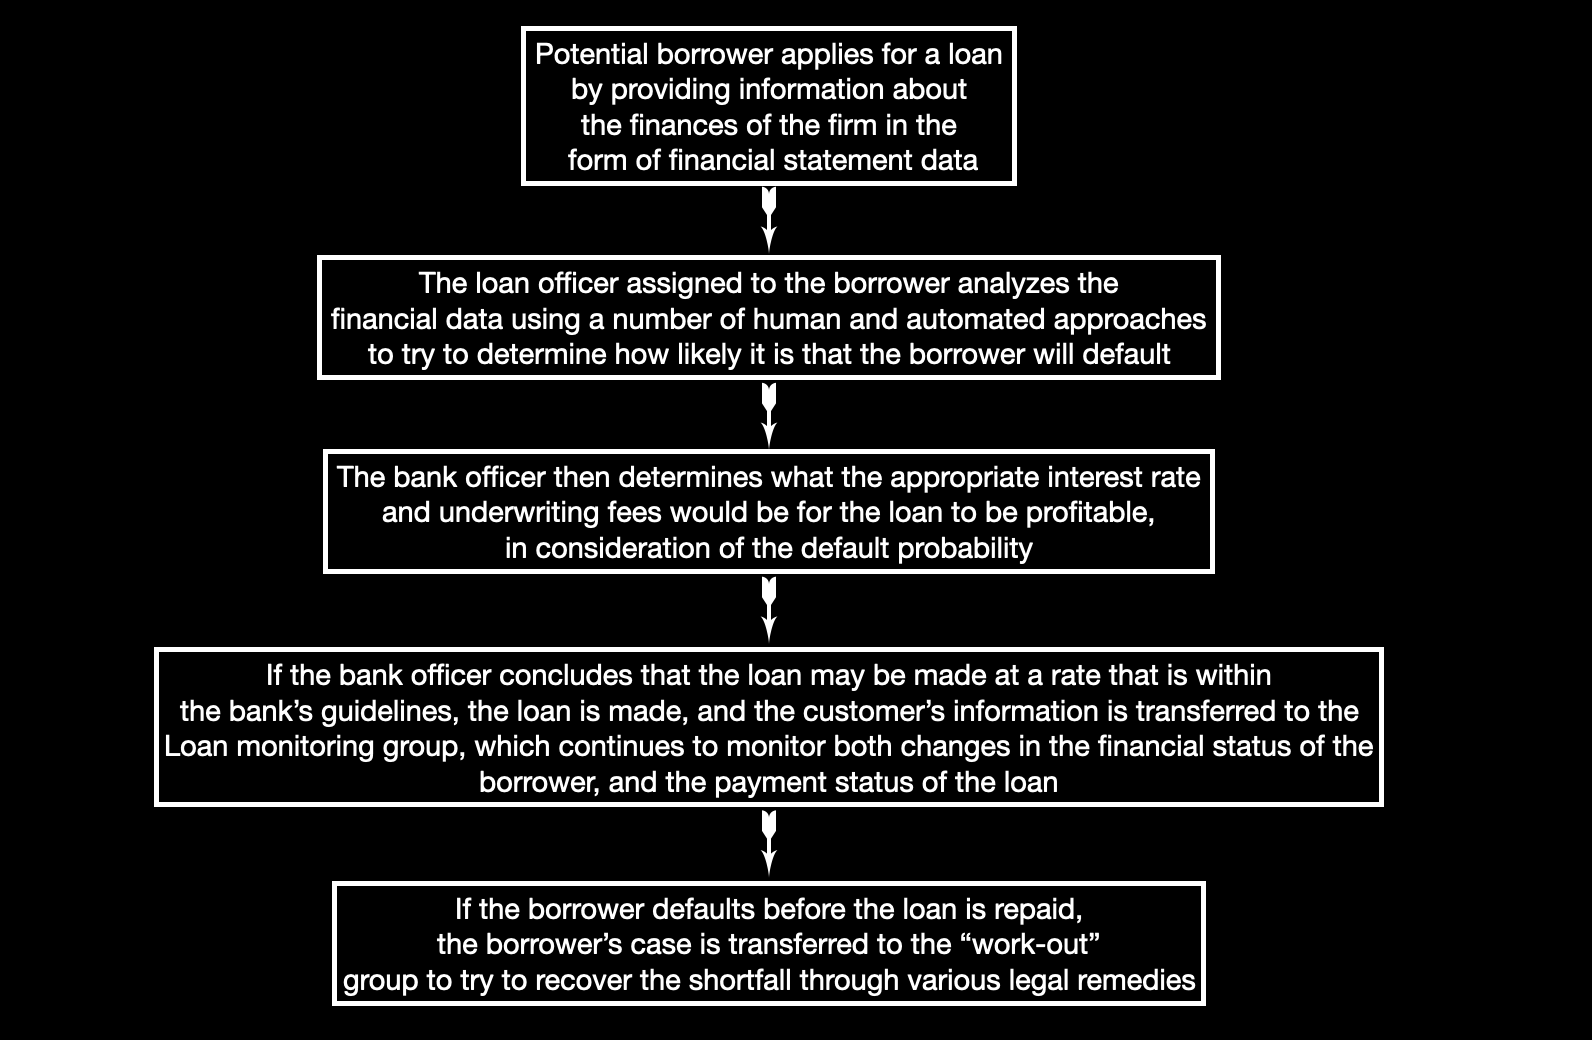 Potential borrower applies for a loan
by providing information about
the finances of the firm in the
form of financial statement data
The loan officer assigned to the borrower analyzes the
financial data using a number of human and automated approaches
to try to determine how likely it is that the borrower will default
The bank officer then determines what the appropriate interest rate
and underwriting fees would be for the loan to be profitable,
in consideration of the default probability
If the bank officer concludes that the loan may be made at a rate that is within
the bank’s guidelines, the loan is made, and the customer’s information is transferred to the
Loan monitoring group, which continues to monitor both changes in the financial status of the
borrower, and the payment status of the loan
If the borrower defaults before the loan is repaid,
the borrower’s case is transferred to the “work-out”
group to try to recover the shortfall through various legal remedies